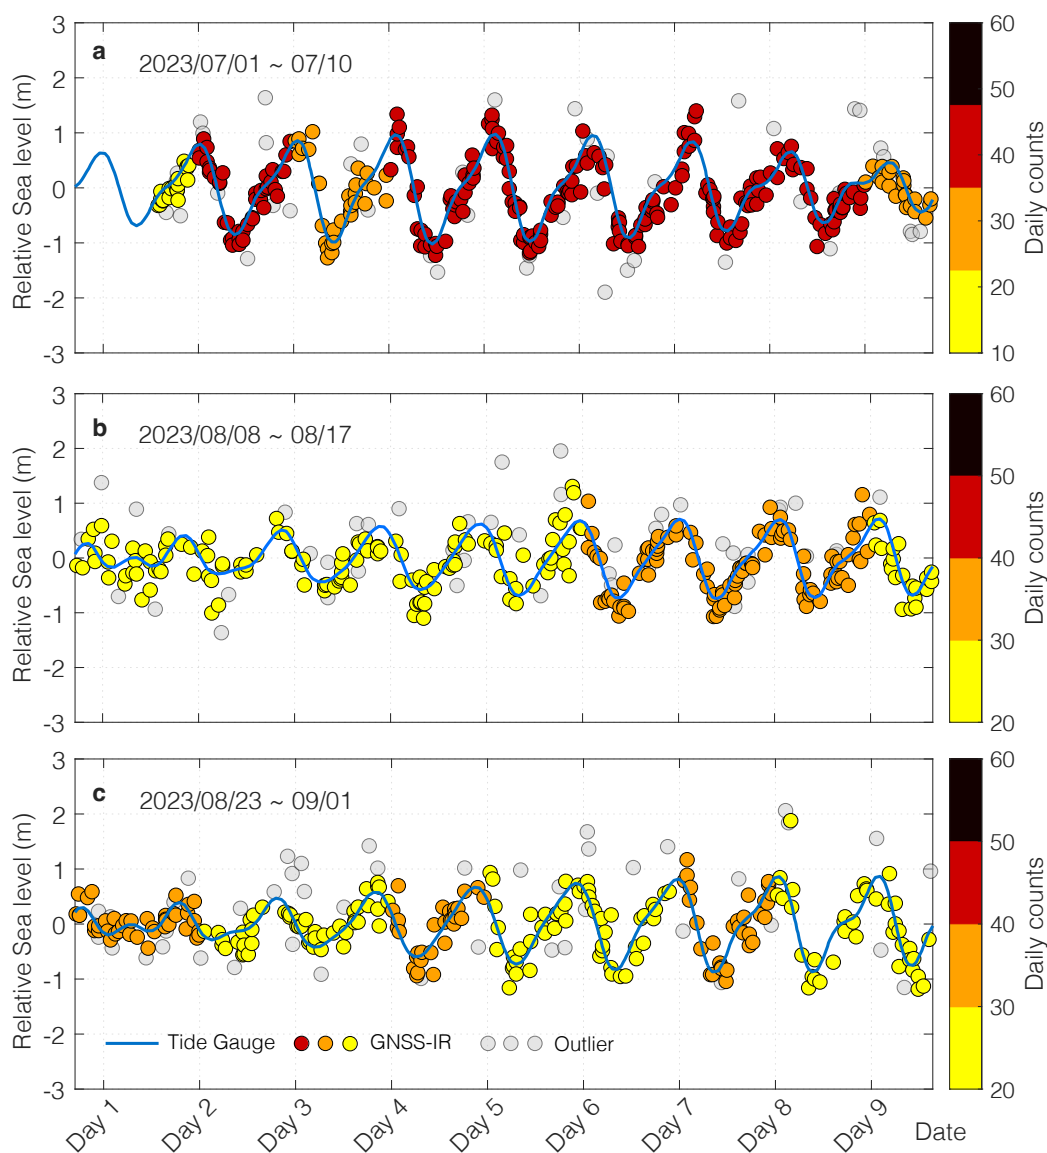 a
2023/07/01 ~ 07/10
Relative Sea level (m)
3
2
1
0
-1
-2
-3
60
50
40
30
20
10
Daily counts
b
2023/08/08 ~ 08/17
Relative Sea level (m)
3
2
1
0
-1
-2
-3
60
50
40
30
20
Daily counts
c
2023/08/23 ~ 09/01
Relative Sea level (m)
3
2
1
0
-1
-2
-3
60
50
40
30
20
Daily counts
Tide Gauge GNSS-IR Outlier
Day 1 Day 2 Day 3 Day 4 Day 5 Day 6 Day 7 Day 8 Day 9 Date